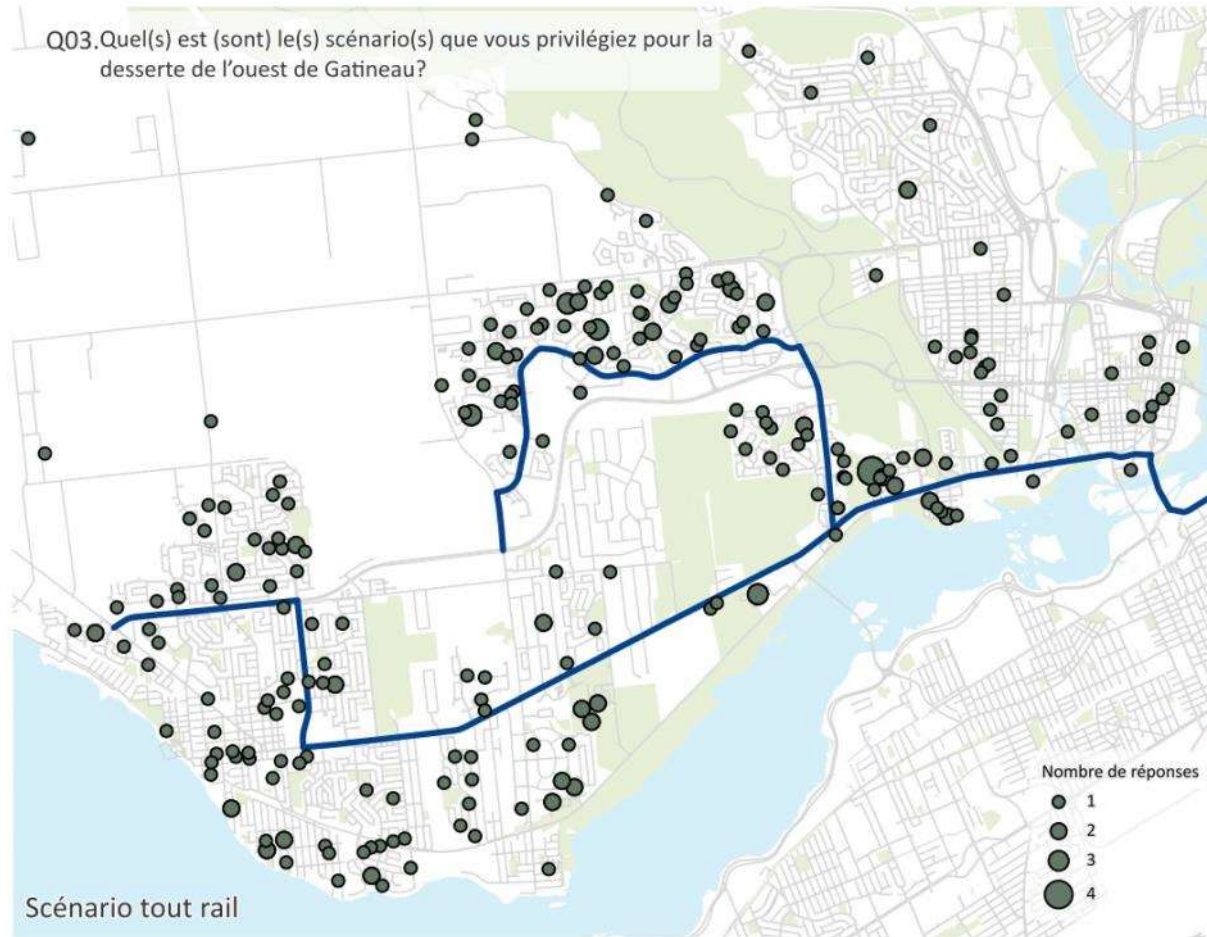 Q03. Quel(s) est (sont) le(s) scénario(s) que vous privilégiez pour la
desserte de l'ouest de Gatineau?
Nombre de réponses
1
2
3
4
Scénario tout rail